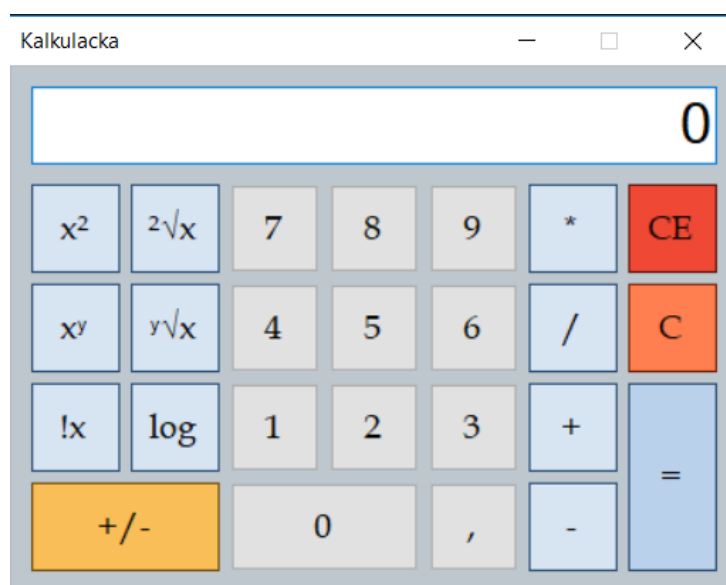 Kalkulacka
0
x² ²√x 7 8 9 * CE
xʸ ʸ√x 4 5 6 / C
!x log 1 2 3 + =
+/- 0 , -